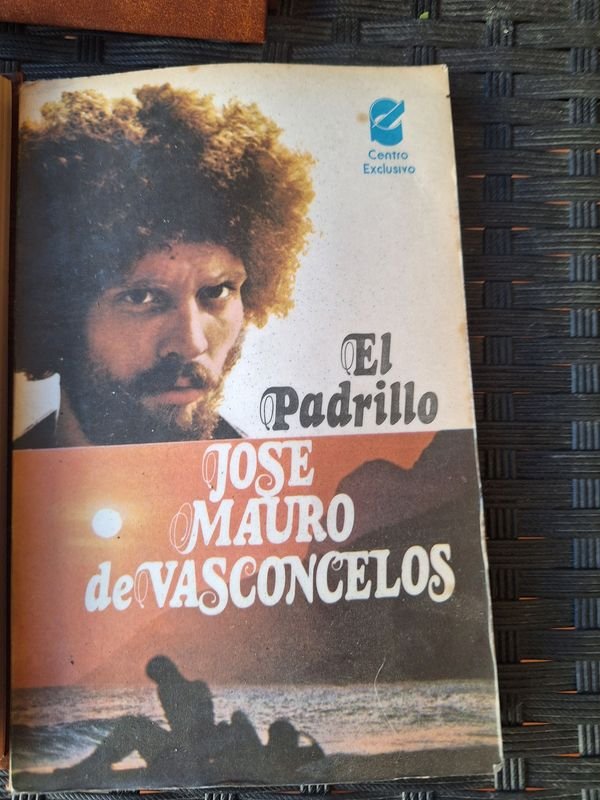 Centro
Exclusivo
El
Padrillo
JOSE
MAURO
de VASCONCELOS